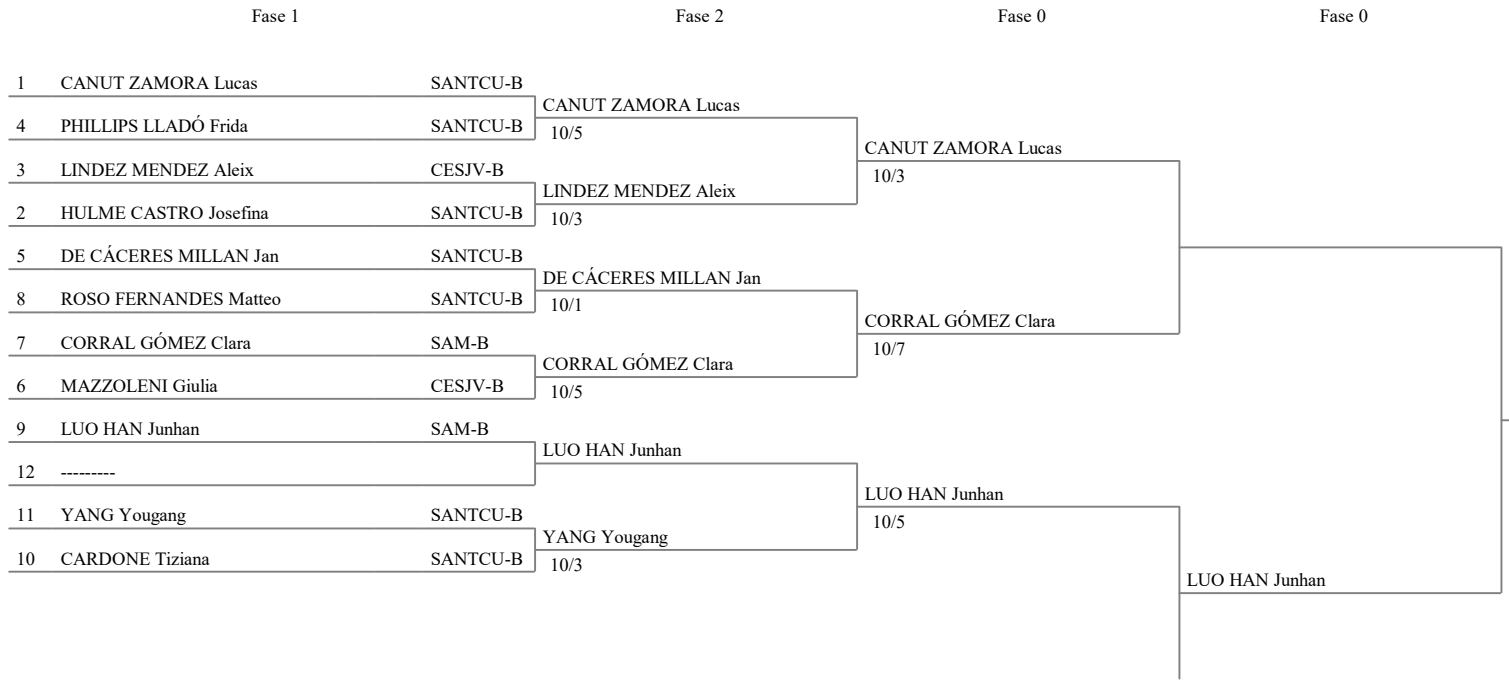 Fase 1 Fase 2 Fase 0 Fase 0
1 CANUT ZAMORA Lucas SANTCU-B
CANUT ZAMORA Lucas
4 PHILLIPS LLADÓ Frida SANTCU-B 10/5
CANUT ZAMORA Lucas
3 LINDEZ MENDEZ Aleix CESJV-B 10/3
LINDEZ MENDEZ Aleix
2 HULME CASTRO Josefina SANTCU-B 10/3
5 DE CÁCERES MILLAN Jan SANTCU-B
DE CÁCERES MILLAN Jan
8 ROSO FERNANDES Matteo SANTCU-B 10/1
CORRAL GÓMEZ Clara
7 CORRAL GÓMEZ Clara SAM-B 10/7
CORRAL GÓMEZ Clara
6 MAZZOLENI Giulia CESJV-B 10/5
9 LUO HAN Junhan SAM-B
LUO HAN Junhan
12 ---------
LUO HAN Junhan
11 YANG Yougang SANTCU-B 10/5
YANG Yougang
10 CARDONE Tiziana SANTCU-B 10/3
LUO HAN Junhan